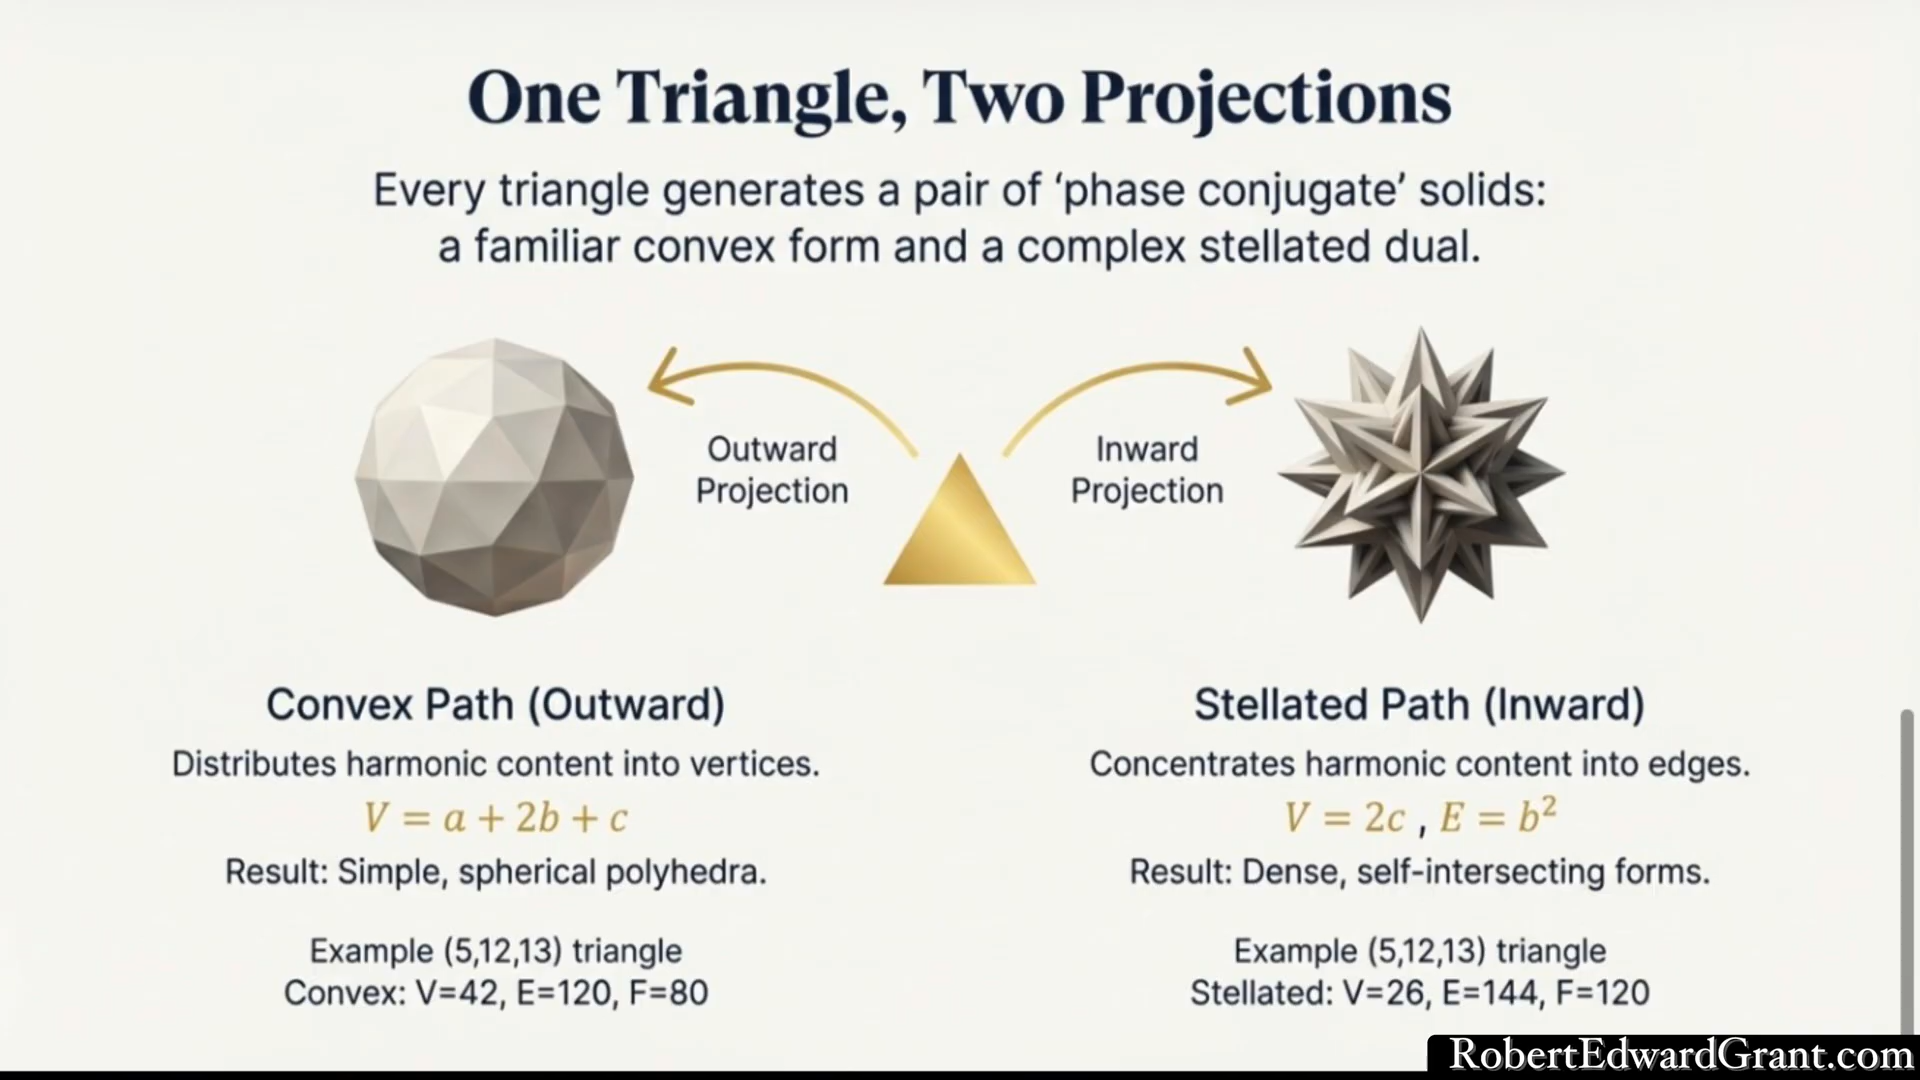 One Triangle, Two Projections
Every triangle generates a pair of ‘phase conjugate’ solids:
a familiar convex form and a complex stellated dual.
Outward
Projection
Inward
Projection
Convex Path (Outward)
Distributes harmonic content into vertices.
V = a + 2b + c
Result: Simple, spherical polyhedra.
Example (5,12,13) triangle
Convex: V=42, E=120, F=80
Stellated Path (Inward)
Concentrates harmonic content into edges.
V = 2c , E = b²
Result: Dense, self-intersecting forms.
Example (5,12,13) triangle
Stellated: V=26, E=144, F=120
RobertEdwardGrant.com